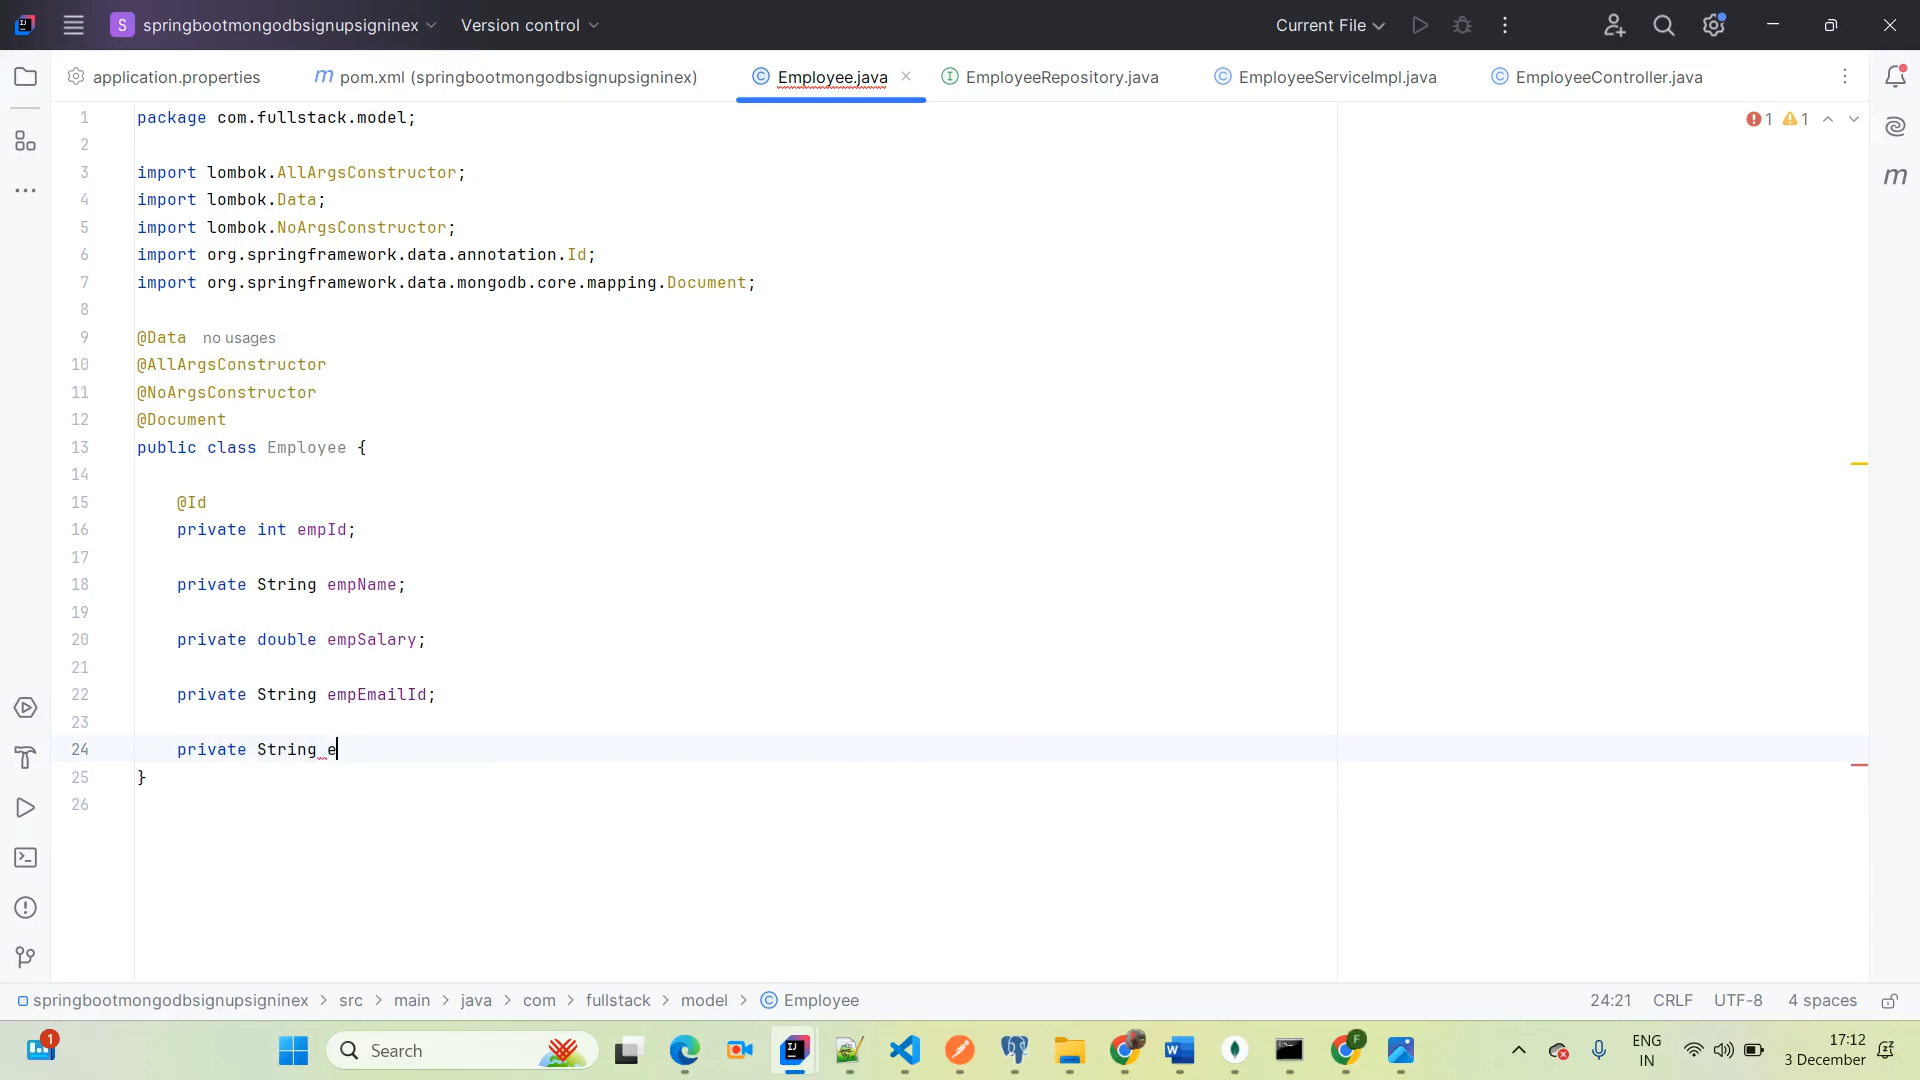 S springbootmongodbsignupsigninex Version control Current File
application.properties m pom.xml (springbootmongodbsignupsigninex) Employee.java EmployeeRepository.java EmployeeServiceImpl.java EmployeeController.java
1 package com.fullstack.model; 1 1
2
3 import lombok.AllArgsConstructor;
4 import lombok.Data;
5 import lombok.NoArgsConstructor;
6 import org.springframework.data.annotation.Id;
7 import org.springframework.data.mongodb.core.mapping.Document;
8
9 @Data no usages
10 @AllArgsConstructor
11 @NoArgsConstructor
12 @Document
13 public class Employee {
14
15 @Id
16 private int empId;
17
18 private String empName;
19
20 private double empSalary;
21
22 private String empEmailId;
23
24 private String e
25 }
26
springbootmongodbsignupsigninex > src > main > java > com > fullstack > model > Employee 24:21 CRLF UTF-8 4 spaces
1 Search ENG 17:12
IN 3 December